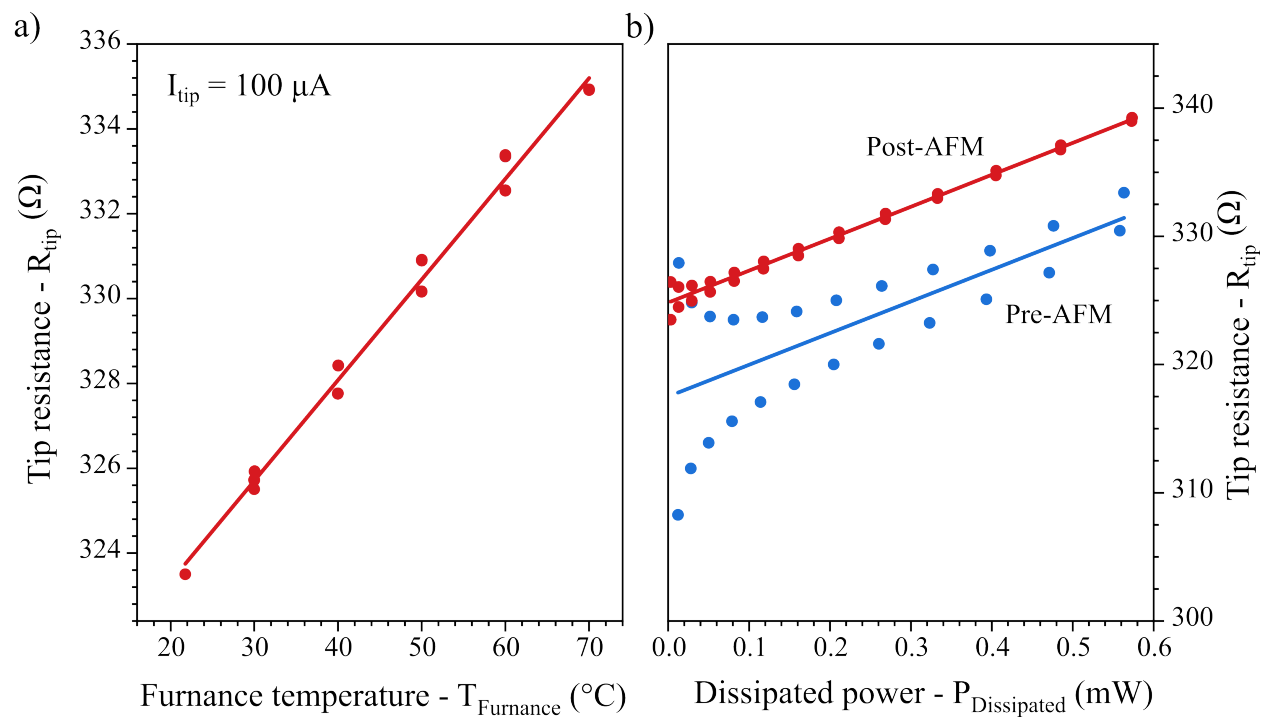 a)
336
334
332
330
328
326
324
Tip resistance - R_tip (Ω)
I_tip = 100 μA
20 30 40 50 60 70
Furnance temperature - T_Furnance (°C)
b)
Post-AFM
Pre-AFM
340
330
320
310
300
Tip resistance - R_tip (Ω)
0.0 0.1 0.2 0.3 0.4 0.5 0.6
Dissipated power - P_Dissipated (mW)